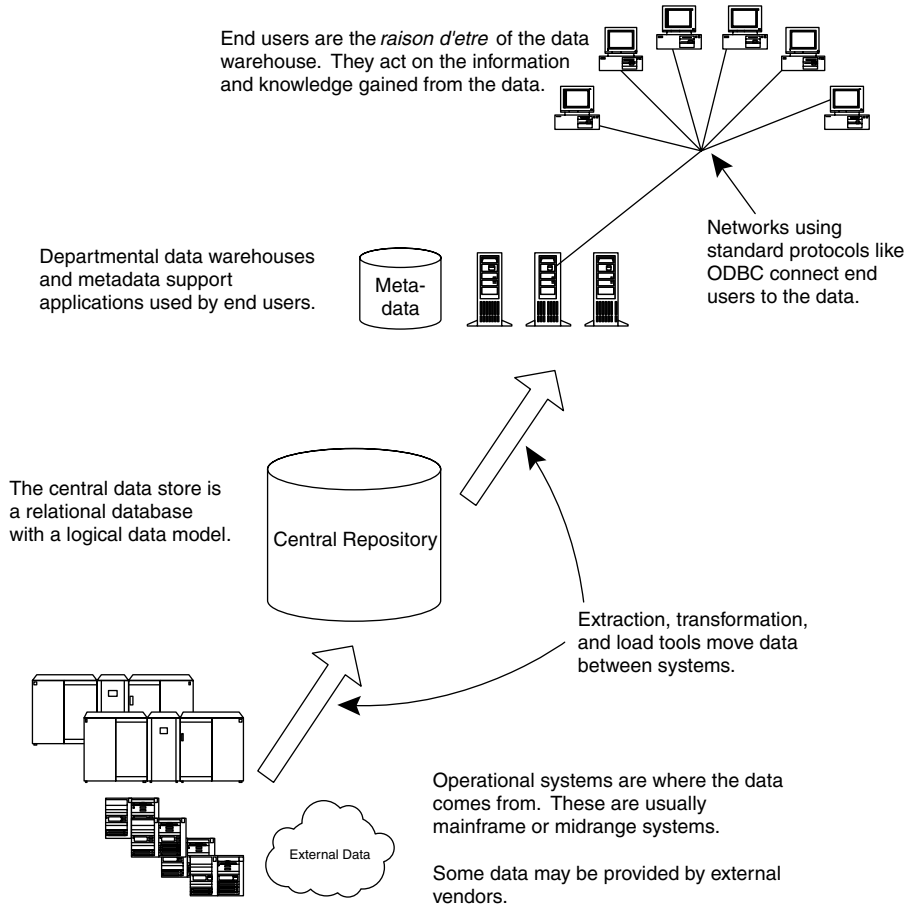 End users are the raison d'etre of the data
warehouse. They act on the information
and knowledge gained from the data.
Networks using
standard protocols like
ODBC connect end
users to the data.
Departmental data warehouses
and metadata support
applications used by end users.
Meta-
data
The central data store is
a relational database
with a logical data model.
Central Repository
Extraction, transformation,
and load tools move data
between systems.
Operational systems are where the data
comes from. These are usually
mainframe or midrange systems.
Some data may be provided by external
vendors.
External Data